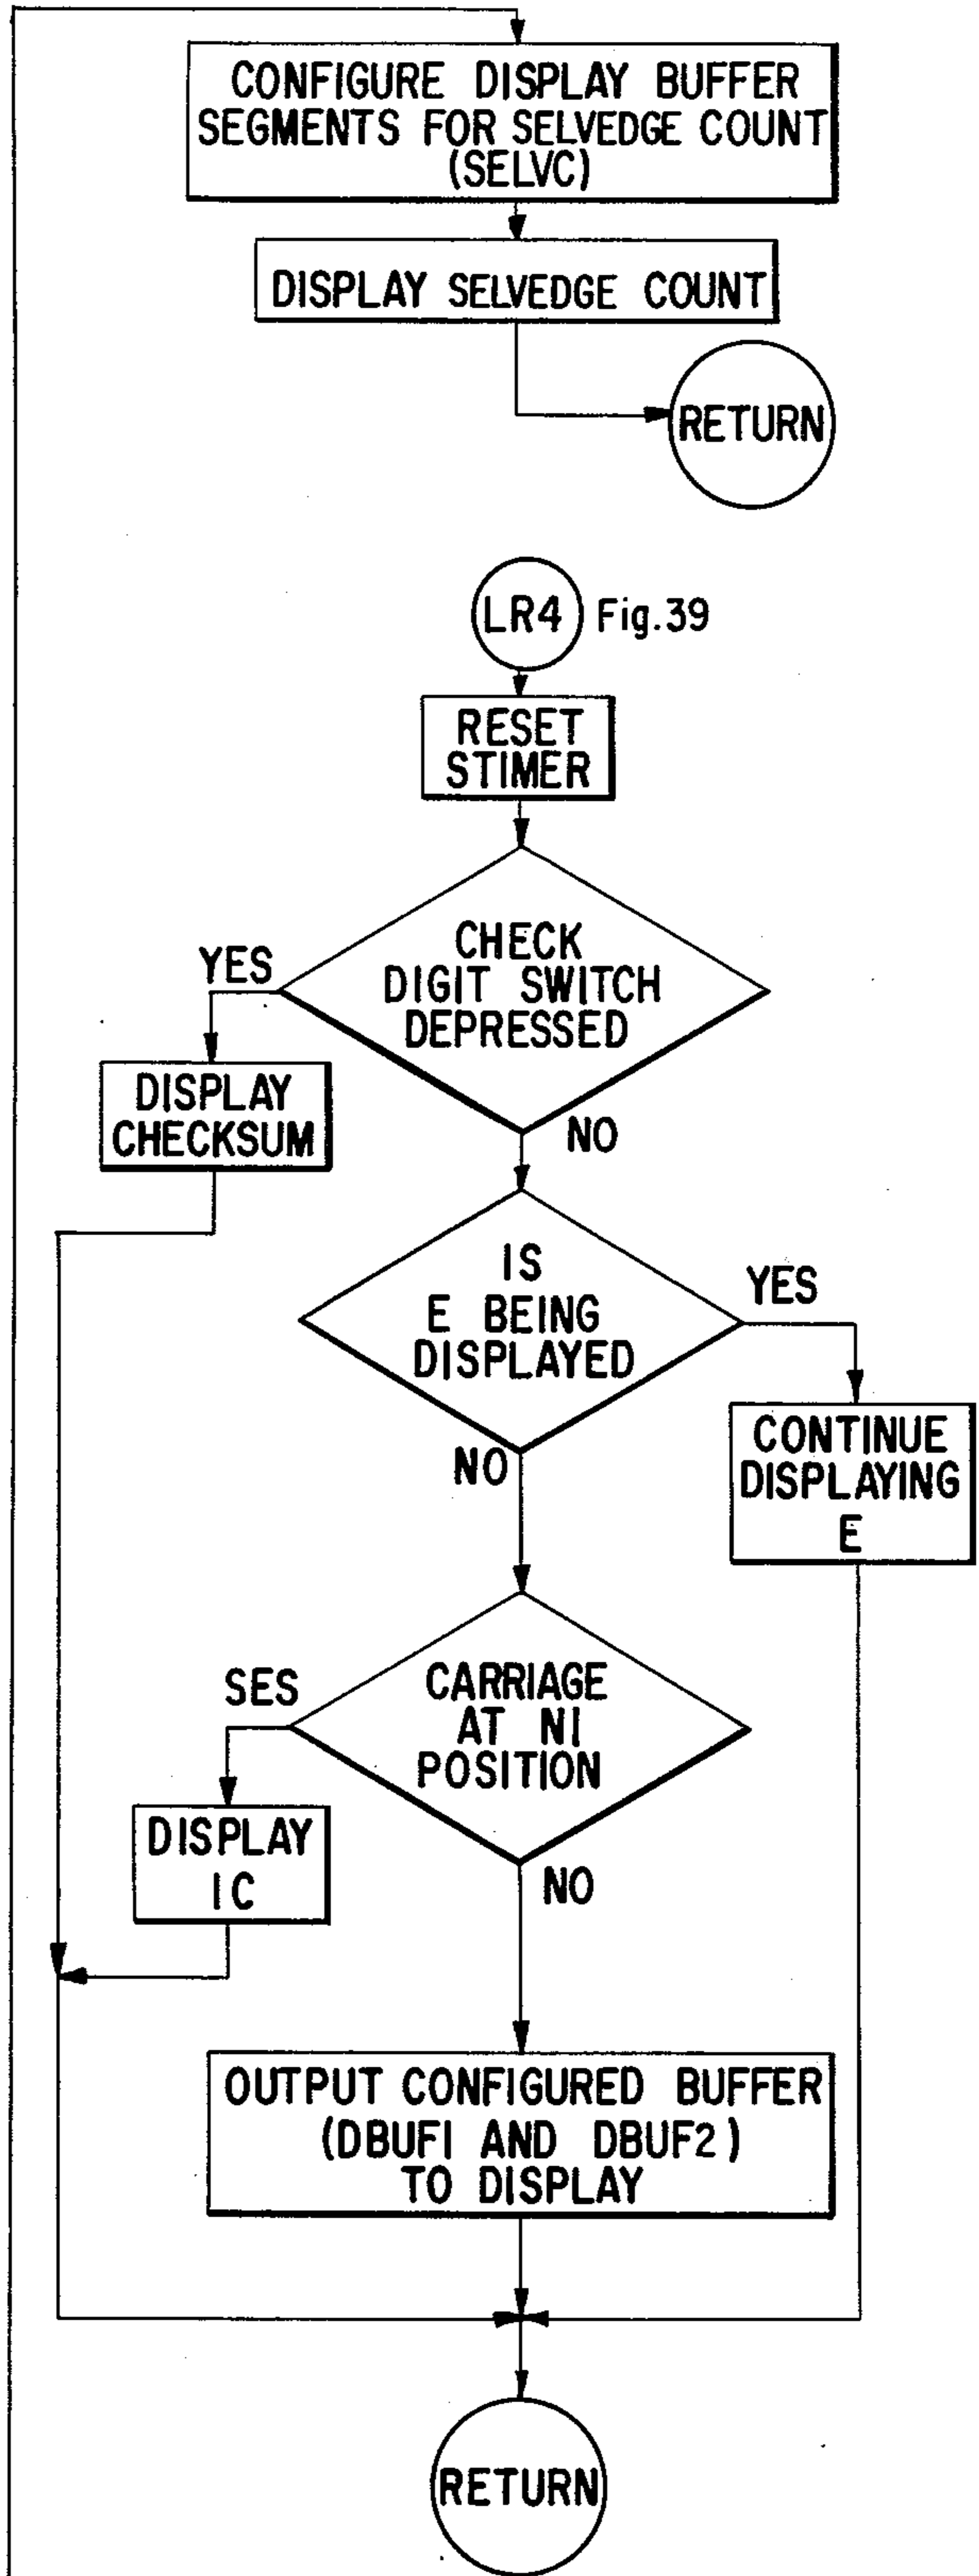 CONFIGURE DISPLAY BUFFER
SEGMENTS FOR SELVEDGE COUNT
(SELVC)
DISPLAY SELVEDGE COUNT
RETURN
LR4 Fig.39
RESET
STIMER
CHECK
DIGIT SWITCH
DEPRESSED
YES
NO
DISPLAY
CHECKSUM
IS
E BEING
DISPLAYED
YES
NO
CONTINUE
DISPLAYING
E
CARRIAGE
AT NI
POSITION
SES
NO
DISPLAY
IC
OUTPUT CONFIGURED BUFFER
(DBUF1 AND DBUF2)
TO DISPLAY
RETURN